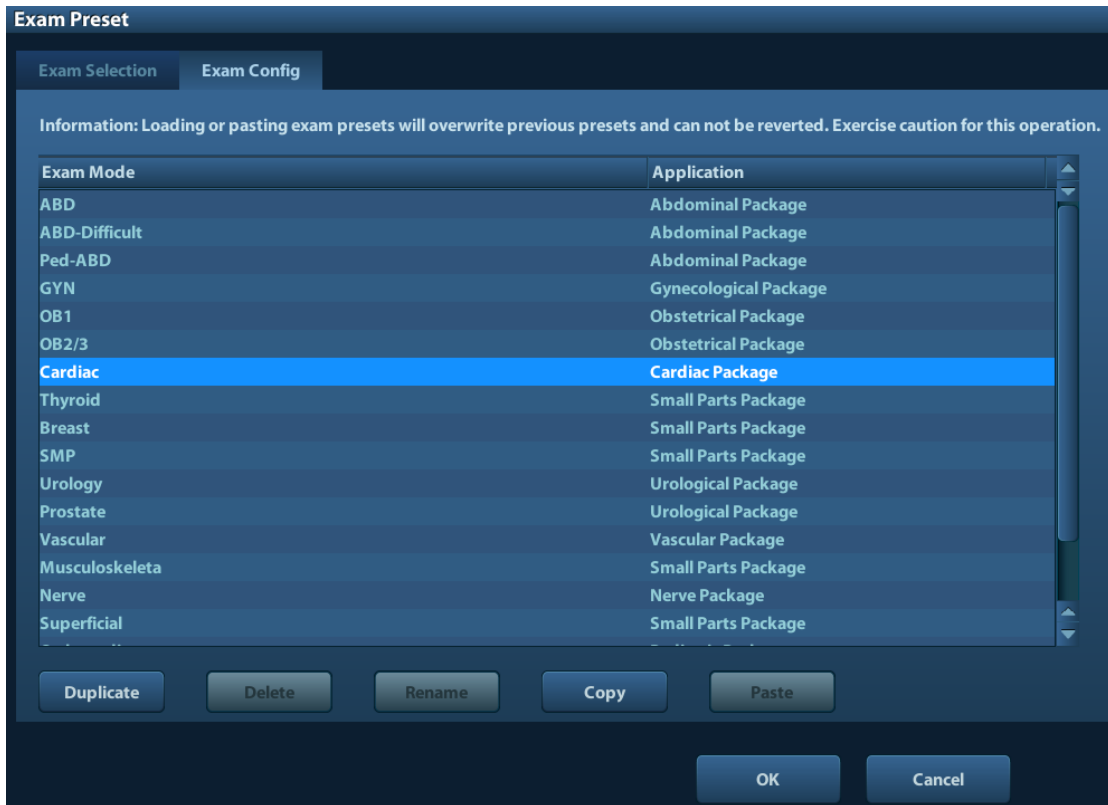 Exam Preset
Exam Selection Exam Config
Information: Loading or pasting exam presets will overwrite previous presets and can not be reverted. Exercise caution for this operation.
Exam Mode Application
ABD Abdominal Package
ABD-Difficult Abdominal Package
Ped-ABD Abdominal Package
GYN Gynecological Package
OB1 Obstetrical Package
OB2/3 Obstetrical Package
Cardiac Cardiac Package
Thyroid Small Parts Package
Breast Small Parts Package
SMP Small Parts Package
Urology Urological Package
Prostate Urological Package
Vascular Vascular Package
Musculoskeleta Small Parts Package
Nerve Nerve Package
Superficial Small Parts Package
Duplicate Delete Rename Copy Paste
OK Cancel